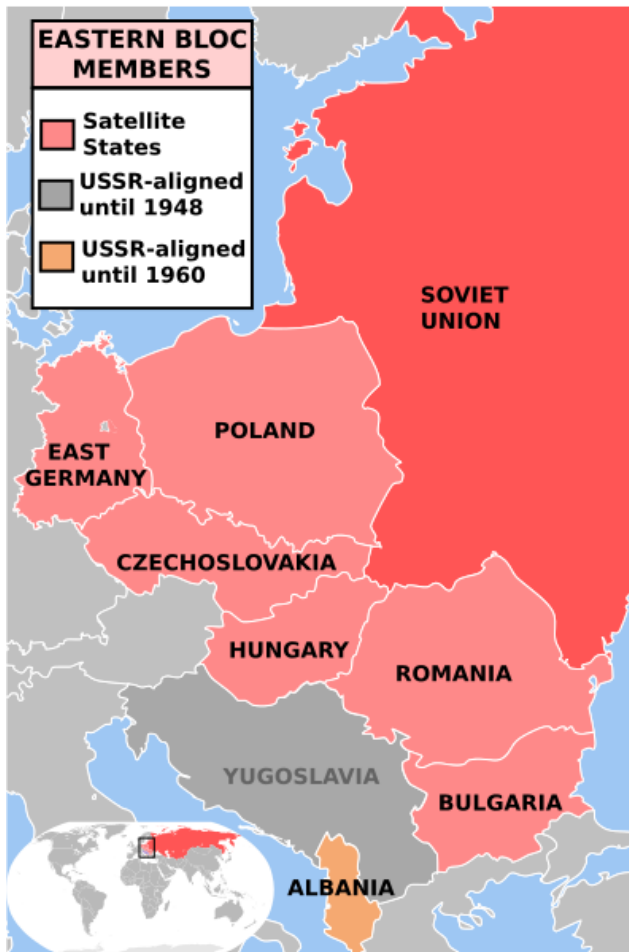 EASTERN BLOC
MEMBERS
Satellite
States
USSR-aligned
until 1948
USSR-aligned
until 1960
SOVIET
UNION
POLAND
EAST
GERMANY
CZECHOSLOVAKIA
HUNGARY
ROMANIA
YUGOSLAVIA
BULGARIA
ALBANIA